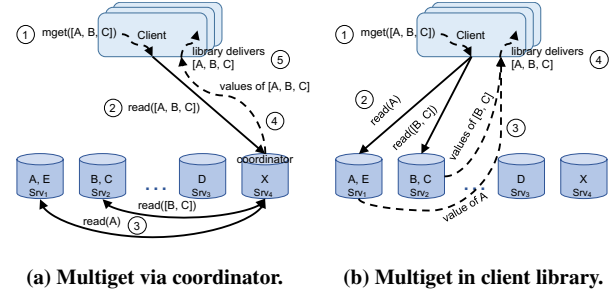 1 mget([A, B, C])
Client
library delivers
[A, B, C]
5
values of [A, B, C]
2 read([A, B, C])
4
coordinator
A, E
Srv1
B, C
Srv2
...
D
Srv3
X
Srv4
read([B, C])
read(A)
3
(a) Multiget via coordinator.
1 mget([A, B, C])
Client
library delivers
[A, B, C]
4
2
read(A)
read([B, C])
values of [B, C]
3
A, E
Srv1
B, C
Srv2
...
D
Srv3
X
Srv4
value of A
(b) Multiget in client library.